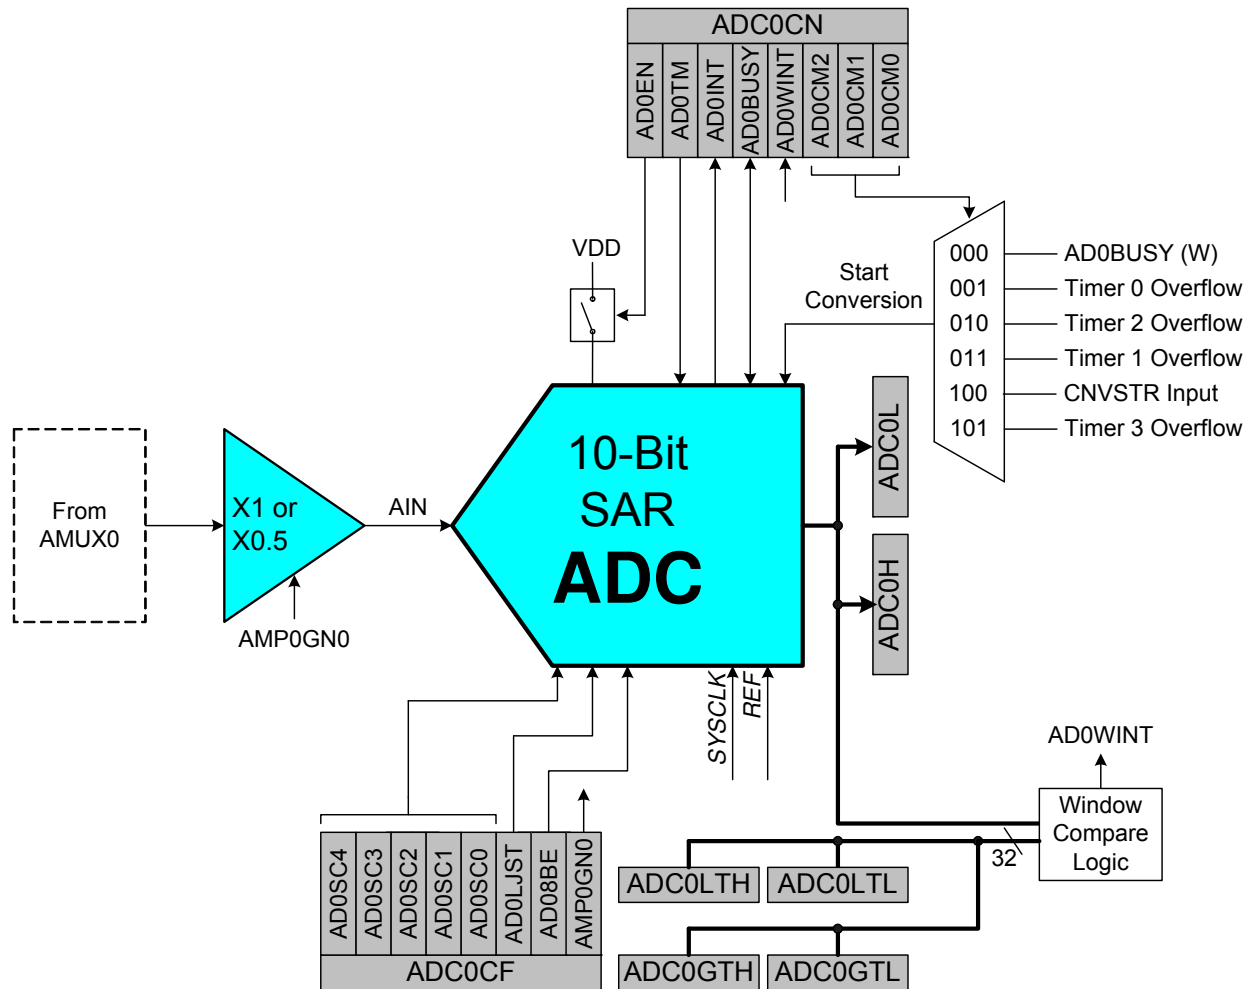 ADC0CN
AD0EN
AD0TM
AD0INT
AD0BUSY
AD0WINT
AD0CM2
AD0CM1
AD0CM0
VDD
Start
Conversion
000
AD0BUSY (W)
001
Timer 0 Overflow
010
Timer 2 Overflow
011
Timer 1 Overflow
100
CNVSTR Input
101
Timer 3 Overflow
From
AMUX0
X1 or
X0.5
AIN
AMP0GN0
10-Bit
SAR
ADC
ADC0L
ADC0H
SYSCLK
REF
AD0WINT
Window
Compare
Logic
32
AD0SC4
AD0SC3
AD0SC2
AD0SC1
AD0SC0
AD0LJST
AD08BE
AMP0GN0
ADC0CF
ADC0LTH
ADC0LTL
ADC0GTH
ADC0GTL